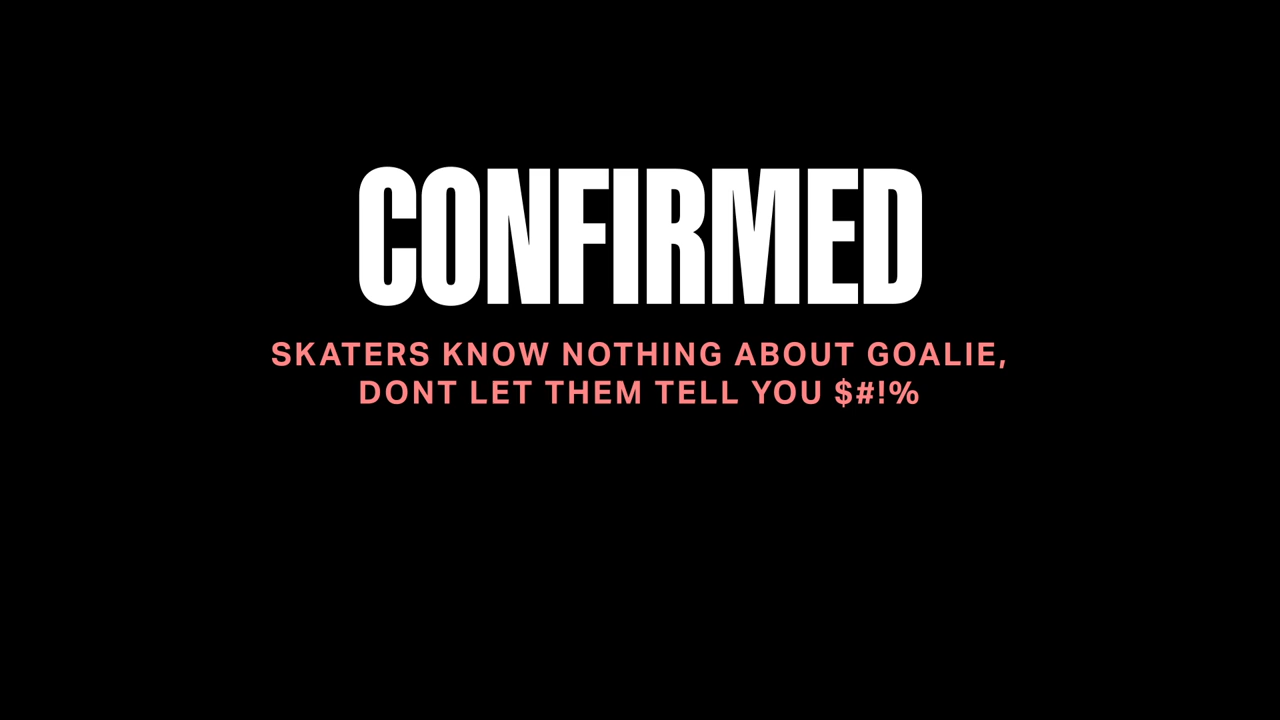 CONFIRMED
SKATERS KNOW NOTHING ABOUT GOALIE,
DONT LET THEM TELL YOU $#!%